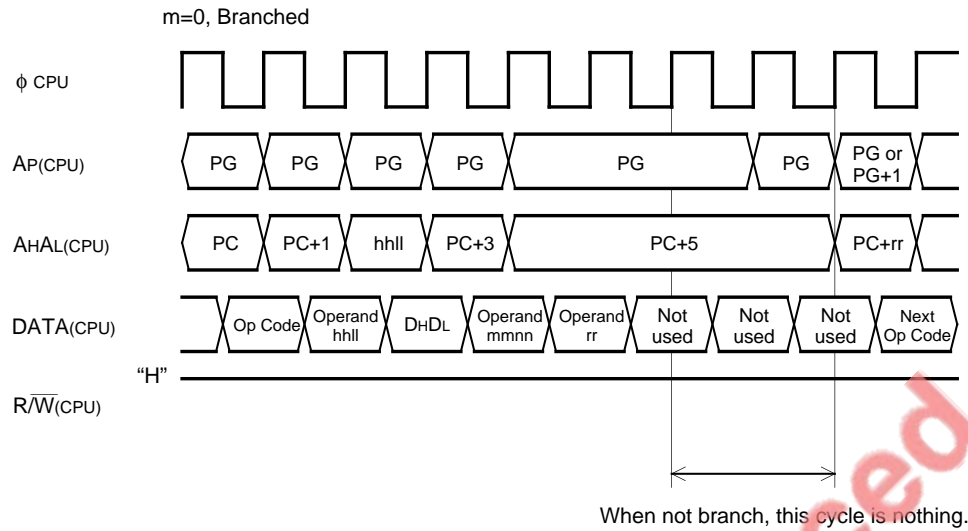 m=0, Branched
ϕ CPU
AP(CPU) PG PG PG PG PG PG PG or
PG+1
AHAL(CPU) PC PC+1 hhll PC+3 PC+5 PC+rr
DATA(CPU) Op Code Operand
hhll DHDL Operand
mmnn Operand
rr Not
used Not
used Not
used Next
Op Code
“H”
R/W̅(CPU)
When not branch, this cycle is nothing.